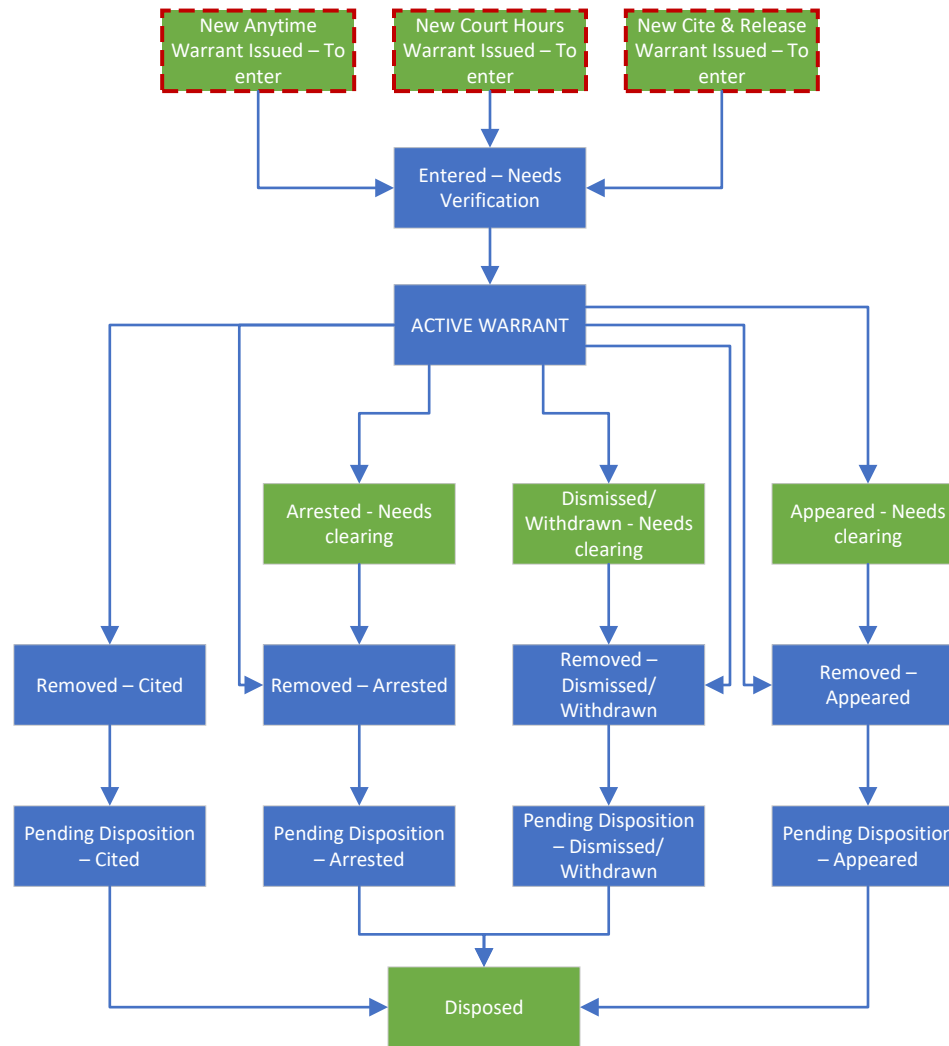 New Anytime
Warrant Issued – To
enter
New Court Hours
Warrant Issued – To
enter
New Cite & Release
Warrant Issued – To
enter
Entered – Needs
Verification
ACTIVE WARRANT
Arrested - Needs
clearing
Dismissed/
Withdrawn - Needs
clearing
Appeared - Needs
clearing
Removed – Cited
Removed – Arrested
Removed –
Dismissed/
Withdrawn
Removed –
Appeared
Pending Disposition
– Cited
Pending Disposition
– Arrested
Pending Disposition
– Dismissed/
Withdrawn
Pending Disposition
– Appeared
Disposed